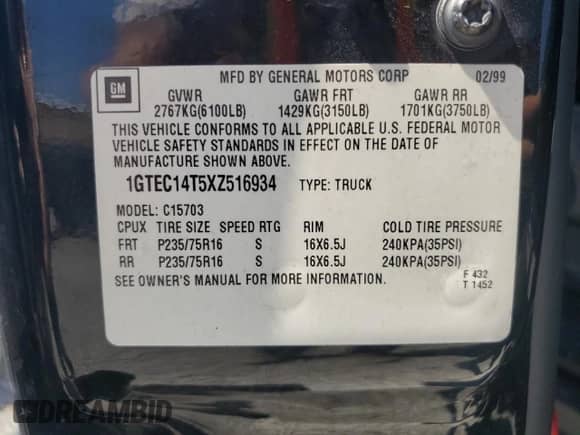 GM
MFD BY GENERAL MOTORS CORP 02/99
GVWR GAWR FRT GAWR RR
2767KG(6100LB) 1429KG(3150LB) 1701KG(3750LB)
THIS VEHICLE CONFORMS TO ALL APPLICABLE U.S. FEDERAL MOTOR
VEHICLE SAFETY STANDARDS IN EFFECT ON THE DATE OF
MANUFACTURE SHOWN ABOVE.
1GTEC14T5XZ516934 TYPE: TRUCK
MODEL: C15703
CPUX TIRE SIZE SPEED RTG RIM COLD TIRE PRESSURE
FRT P235/75R16 S 16X6.5J 240KPA(35PSI)
RR P235/75R16 S 16X6.5J 240KPA(35PSI)
SEE OWNER'S MANUAL FOR MORE INFORMATION.
F 432
T 1452
DREAMBID